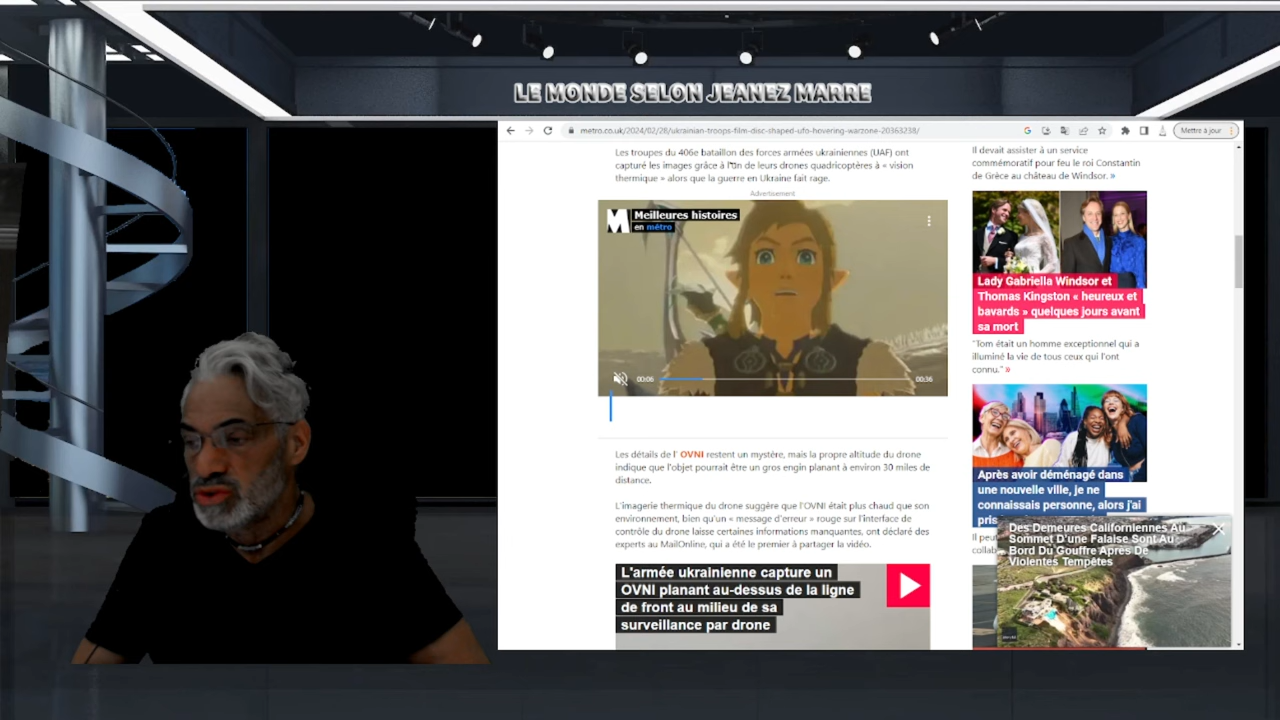 LE MONDE SELON JEANEZ MARRE
metro.co.uk/2024/02/28/ukrainian-troops-film-disc-shaped-ufo-hovering-warzone-20363238/
Mettre à jour
Les troupes du 406e bataillon des forces armées ukrainiennes (UAF) ont
capturé les images grâce à de leurs drones quadricoptères à « vision
thermique » alors que la guerre en Ukraine fait rage.
Advertisement
Meilleures histoires
en métro
00:06
00:36
Les détails de l' OVNI restent un mystère, mais la propre altitude du drone
indique que l'objet pourrait être un gros engin planant à environ 30 miles de
distance.
L'imagerie thermique du drone suggère que l'OVNI était plus chaud que son
environnement, bien qu'un « message d'erreur » rouge sur l'interface de
contrôle du drone laisse certaines informations manquantes, ont déclaré des
experts au MailOnline, qui a été le premier à partager la vidéo.
L'armée ukrainienne capture un
OVNI planant au-dessus de la ligne
de front au milieu de sa
surveillance par drone
Il devait assister à un service
commémoratif pour feu le roi Constantin
de Grèce au château de Windsor. »
Lady Gabriella Windsor et
Thomas Kingston « heureux et
bavards » quelques jours avant
sa mort
"Tom était un homme exceptionnel qui a
illuminé la vie de tous ceux qui l'ont
connu." »
Après avoir déménagé dans
une nouvelle ville, je ne
connaissais personne, alors j'ai
pris
Il peut
collab
Des Demeures Californiennes Au
Sommet D'une Falaise Sont Au
Bord Du Gouffre Après De
Violentes Tempêtes